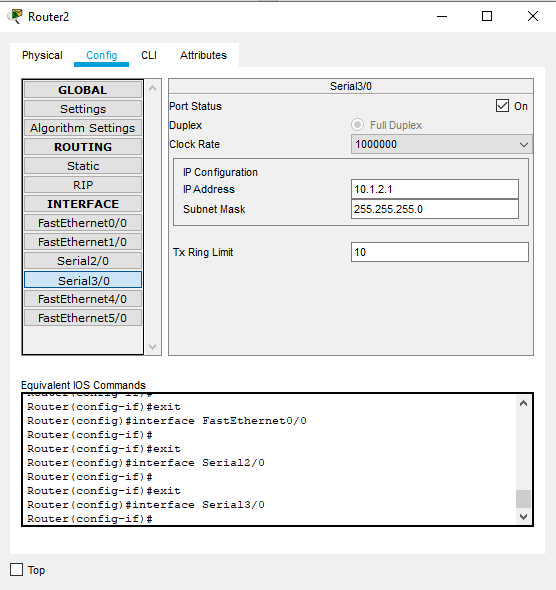 Router2
Physical Config CLI Attributes
GLOBAL
Settings
Algorithm Settings
ROUTING
Static
RIP
INTERFACE
FastEthernet0/0
FastEthernet1/0
Serial2/0
Serial3/0
FastEthernet4/0
FastEthernet5/0
Serial3/0
Port Status On
Duplex Full Duplex
Clock Rate 1000000
IP Configuration
IP Address 10.1.2.1
Subnet Mask 255.255.255.0
Tx Ring Limit 10
Equivalent IOS Commands
Router(config-if)#
Router(config-if)#exit
Router(config)#interface FastEthernet0/0
Router(config-if)#
Router(config-if)#exit
Router(config)#interface Serial2/0
Router(config-if)#
Router(config-if)#exit
Router(config)#interface Serial3/0
Router(config-if)#
Top